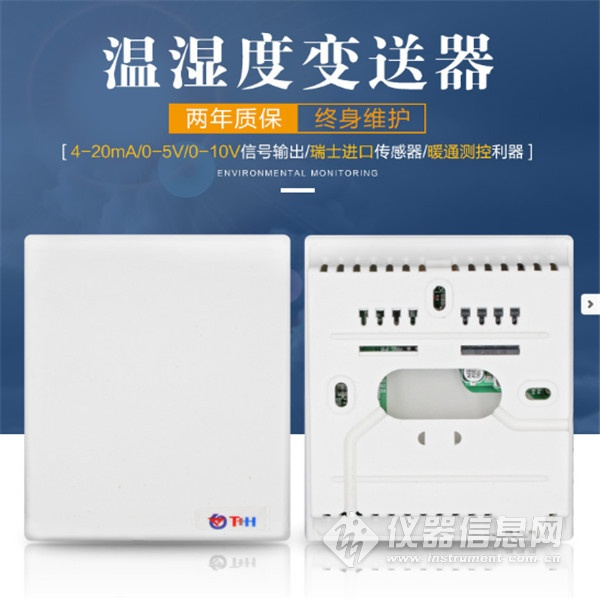 温湿度变送器
两年质保 终身维护
[ 4-20mA/0-5V/0-10V信号输出/瑞士进口传感器/暖通测控利器 ]
ENVIRONMENTAL MONITORING
T+H
仪器信息网
www.instrument.com.cn